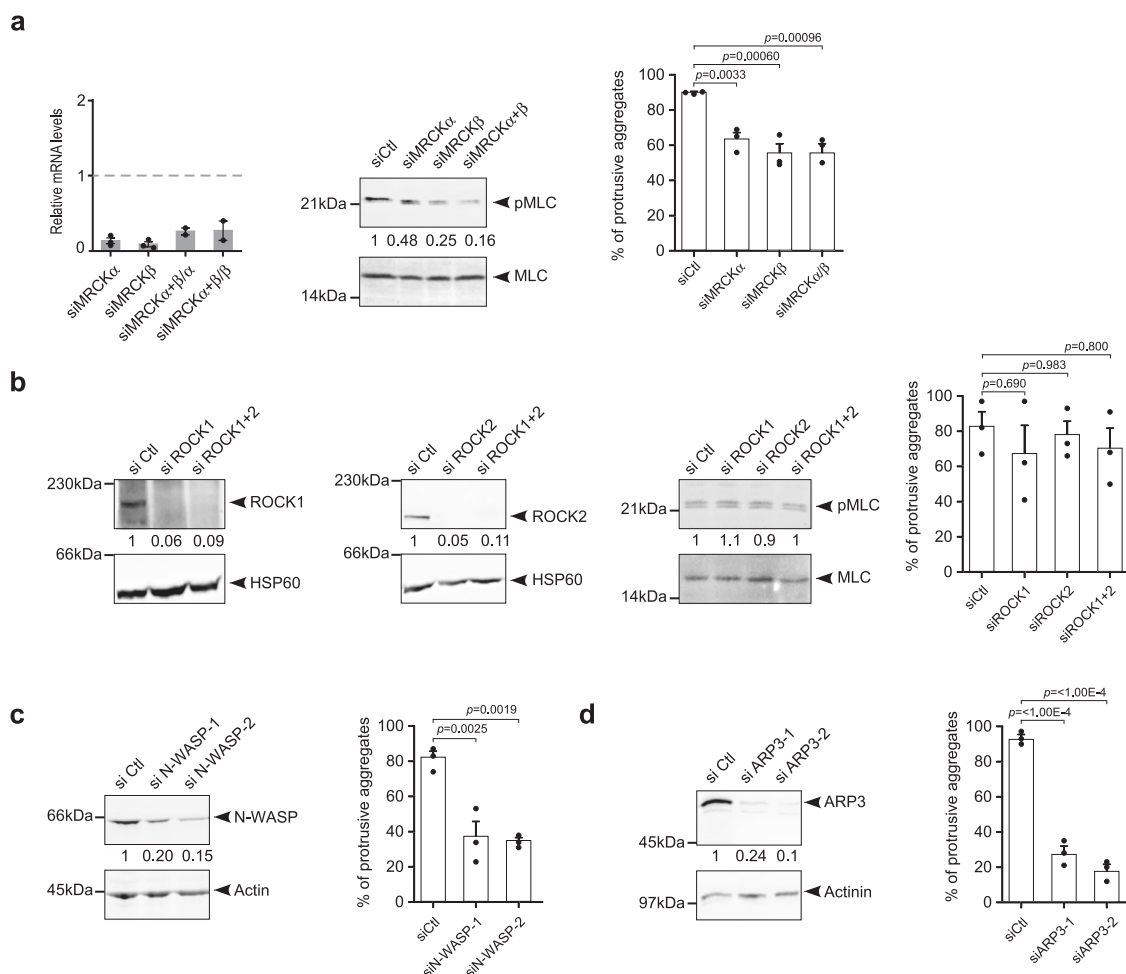 a
Relative mRNA levels
2
1
0
siMRCKα
siMRCKβ
siMRCKα+β/α
siMRCKα+β/β
siCtl
siMRCKα
siMRCKβ
siMRCKα+β
21kDa
pMLC
1 0.48 0.25 0.16
MLC
14kDa
p=0.00096
p=0.00060
p=0.0033
% of protrusive aggregates
100
80
60
40
20
0
siCtl
siMRCKα
siMRCKβ
siMRCKα/β
b
si Ctl
si ROCK1
si ROCK1+2
230kDa
ROCK1
1 0.06 0.09
66kDa
HSP60
si Ctl
si ROCK2
si ROCK1+2
230kDa
ROCK2
1 0.05 0.11
66kDa
HSP60
si Ctl
si ROCK1
si ROCK2
si ROCK1+2
21kDa
pMLC
1 1.1 0.9 1
MLC
14kDa
p=0.800
p=0.983
p=0.690
% of protrusive aggregates
100
80
60
40
20
0
siCtl
siROCK1
siROCK2
siROCK1+2
c
si Ctl
si N-WASP-1
si N-WASP-2
66kDa
N-WASP
1 0.20 0.15
45kDa
Actin
p=0.0019
p=0.0025
% of protrusive aggregates
100
80
60
40
20
0
siCtl
siN-WASP-1
siN-WASP-2
d
si Ctl
si ARP3-1
si ARP3-2
ARP3
45kDa
1 0.24 0.1
Actinin
97kDa
p=<1.00E-4
p=<1.00E-4
% of protrusive aggregates
100
80
60
40
20
0
siCtl
siARP3-1
siARP3-2